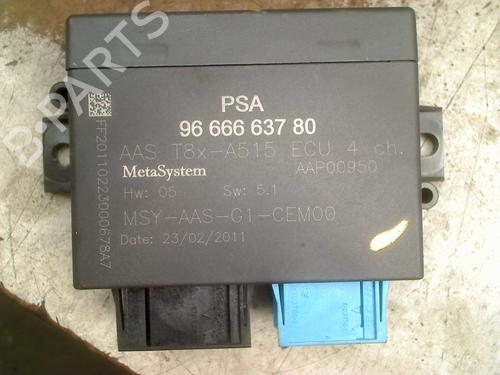 PSA
96 666 637 80
AAS T8x-A515 ECU 4 ch.
MetaSystem
AAP00950
Hw: 05 Sw: 5.1
MSY-AAS-G1-CEM00
Date: 23/02/2011
FF20110223000678A7
B-PARTS